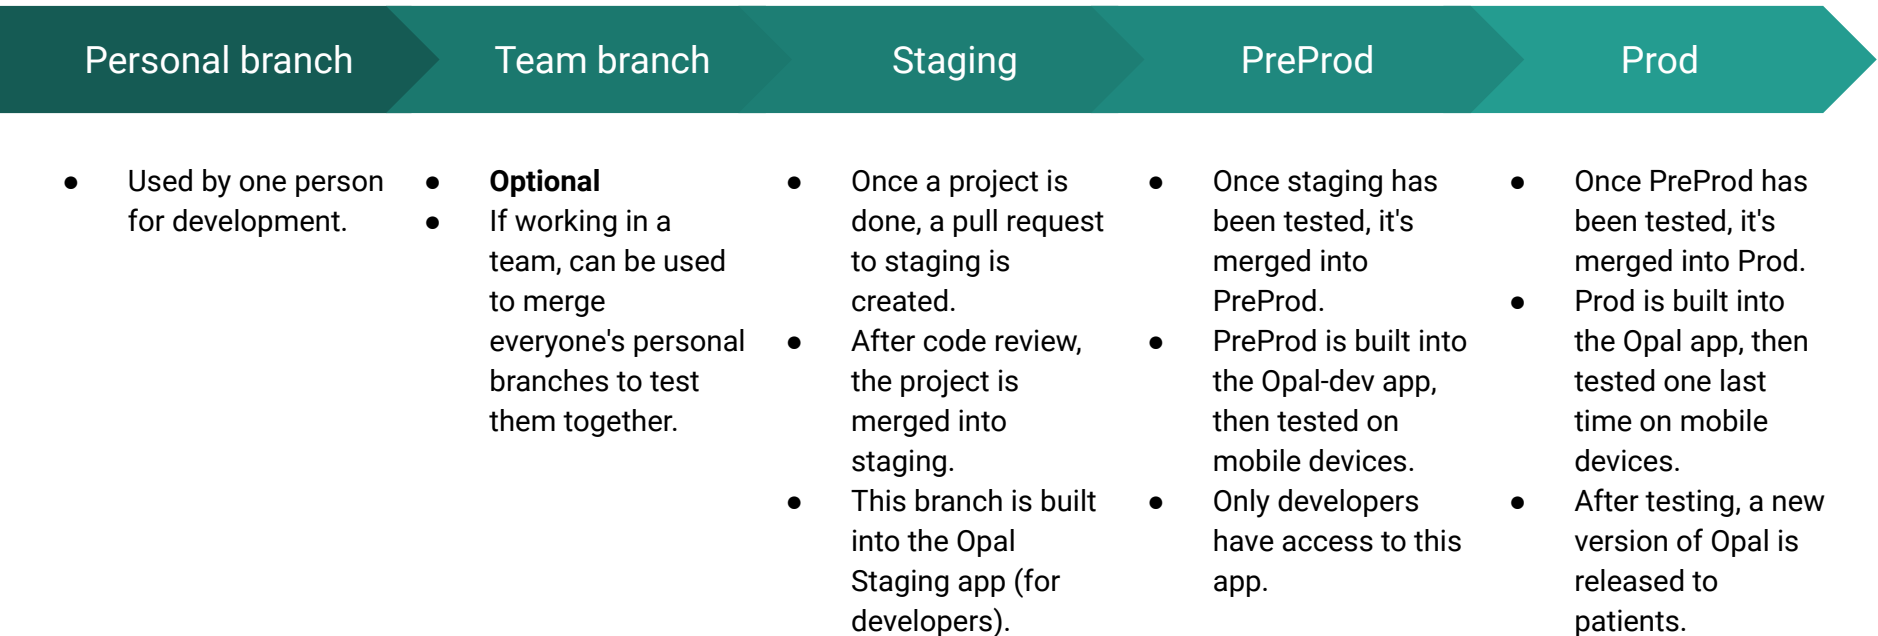 Personal branch
Team branch
Staging
PreProd
Prod
● Used by one person
for development.
● Optional
● If working in a
team, can be used
to merge
everyone's personal
branches to test
them together.
● Once a project is
done, a pull request
to staging is
created.
● After code review,
the project is
merged into
staging.
● This branch is built
into the Opal
Staging app (for
developers).
● Once staging has
been tested, it's
merged into
PreProd.
● PreProd is built into
the Opal-dev app,
then tested on
mobile devices.
● Only developers
have access to this
app.
● Once PreProd has
been tested, it's
merged into Prod.
● Prod is built into
the Opal app, then
tested one last
time on mobile
devices.
● After testing, a new
version of Opal is
released to
patients.